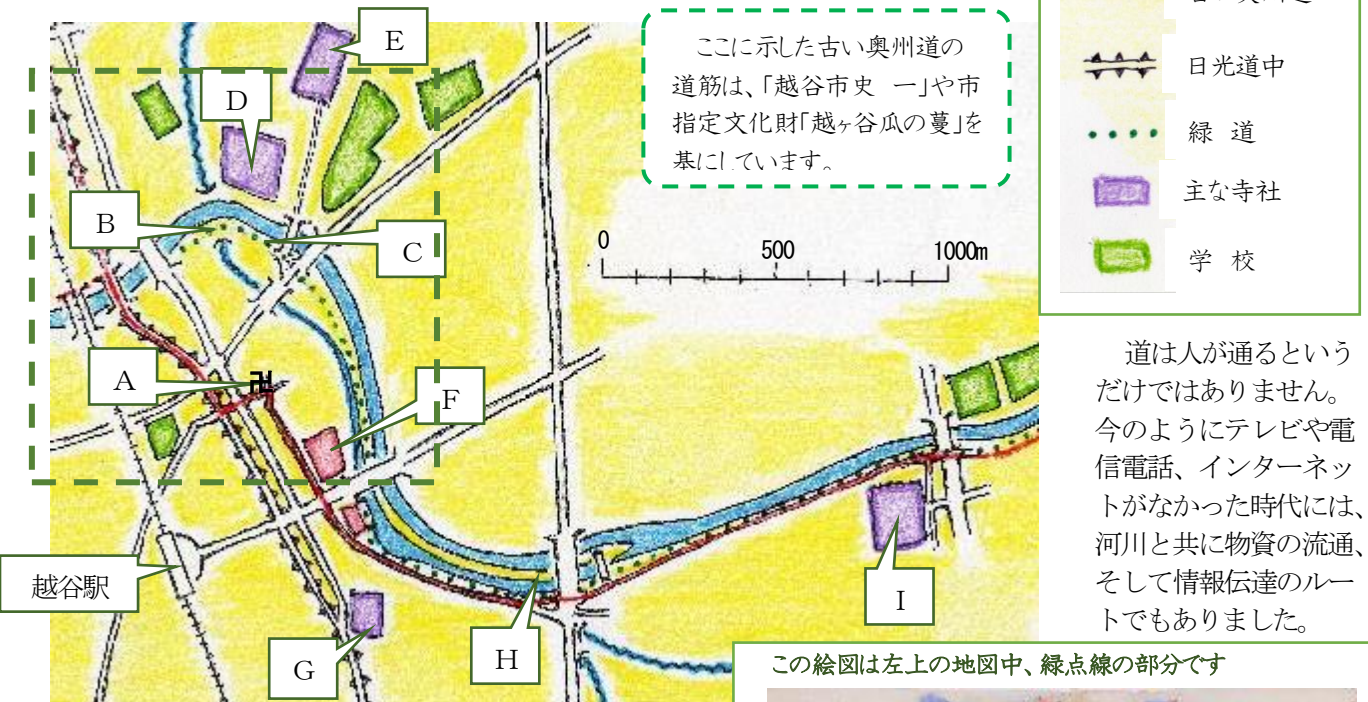 E
D
B
C
A
F
越谷駅
G
H
I
ここに示した古い奥州道の
道筋は、「越谷市史 一」や市
指定文化財「越ヶ谷瓜の蔓」を
基にしています。
0 500 1000m
日光道中
緑 道
主な寺社
学 校
道は人が通るという
だけではありません。
今のようにテレビや電
信電話、インターネッ
トがなかった時代には、
河川と共に物資の流通、
そして情報伝達のルー
トでもありました。
この絵図は左上の地図中、緑点線の部分です